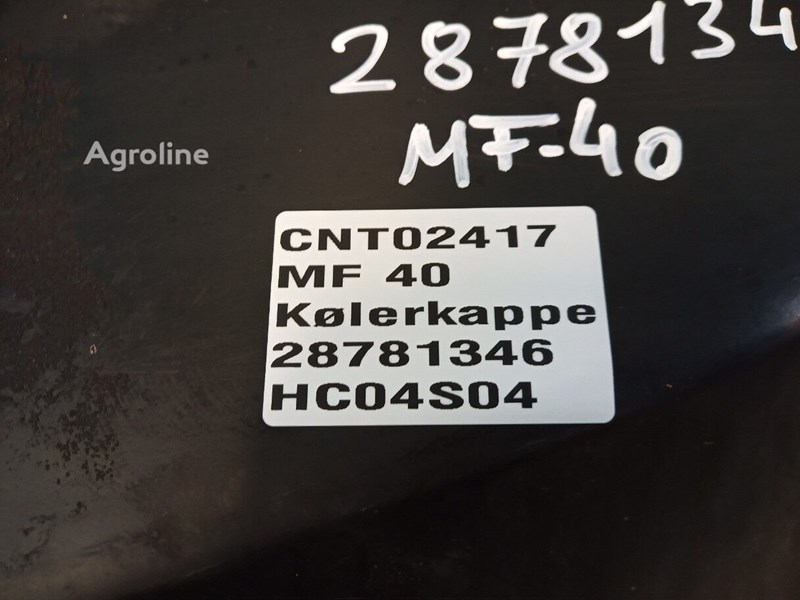 2878134
MF-40
Agroline
CNT02417
MF 40
Kølerkappe
28781346
HC04S04